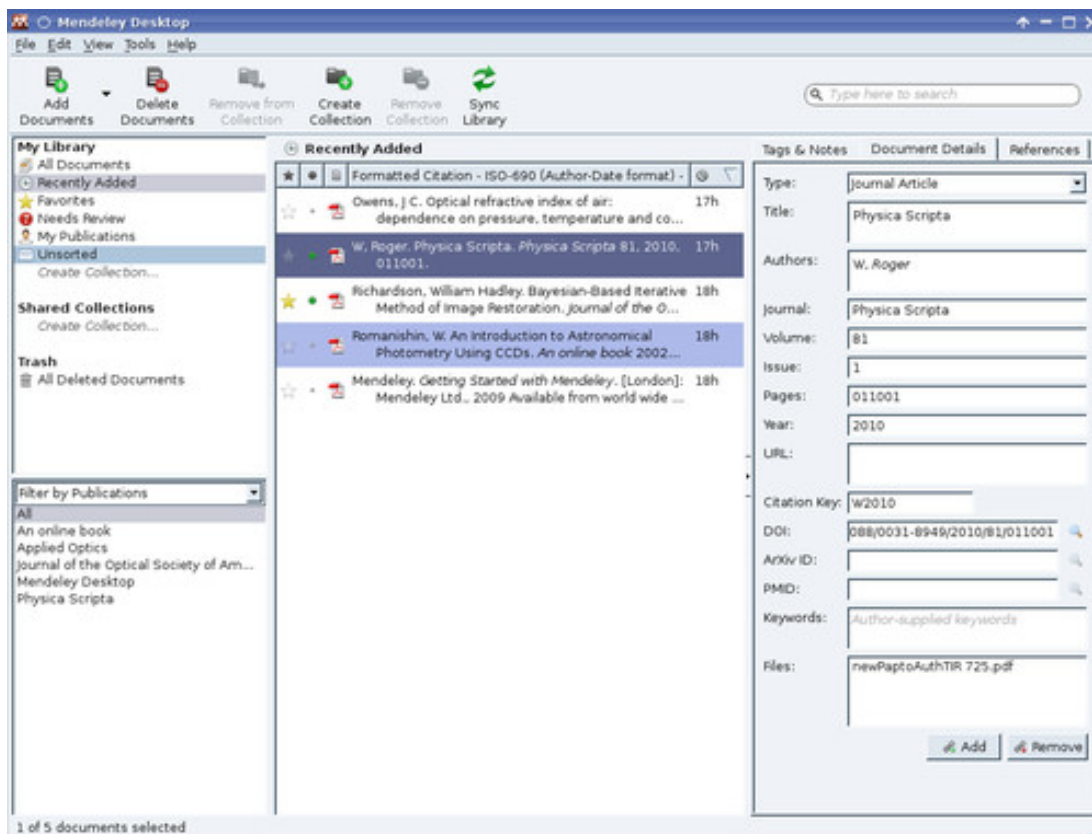 Mendeley Desktop
File Edit View Tools Help
Add Documents
Delete Documents
Remove from Collection
Create Collection
Remove Collection
Sync Library
Type here to search
My Library
All Documents
Recently Added
Favorites
Needs Review
My Publications
Unsorted
Create Collection...
Shared Collections
Create Collection...
Trash
All Deleted Documents
Filter by Publications
All
An online book
Applied Optics
Journal of the Optical Society of Am...
Mendeley Desktop
Physica Scripta
Recently Added
Formatted Citation - ISO-690 (Author-Date format) -
Owens, J C. Optical refractive index of air: 17h
dependence on pressure, temperature and co...
W, Roger. Physica Scripta. Physica Scripta 81, 2010, 17h
011001.
Richardson, William Hadley. Bayesian-Based Iterative 18h
Method of Image Restoration. Journal of the O...
Romanishin, W. An Introduction to Astronomical 18h
Photometry Using CCDs. An online book 2002...
Mendeley. Getting Started with Mendeley. [London]: 18h
Mendeley Ltd., 2009 Available from world wide ...
Tags & Notes Document Details References
Type: Journal Article
Title: Physica Scripta
Authors: W, Roger
Journal: Physica Scripta
Volume: 81
Issue: 1
Pages: 011001
Year: 2010
URL:
Citation Key: W2010
DOI: 088/0031-8949/2010/81/011001
ArXiv ID:
PMID:
Keywords: Author-supplied keywords
Files: newPaptoAuthTIR 725.pdf
Add Remove
1 of 5 documents selected